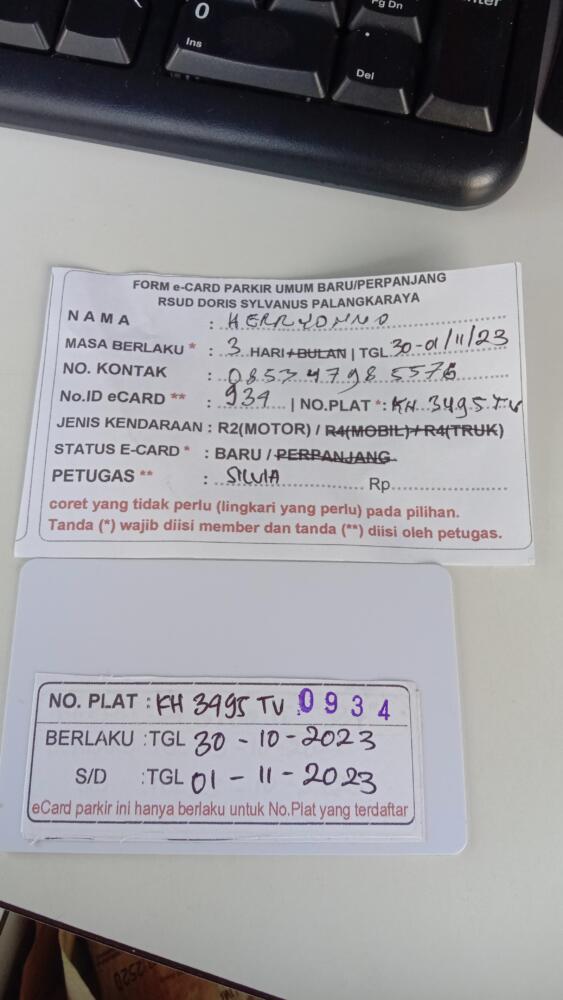 0
Ins
Pg Dn
.
Del
FORM e-CARD PARKIR UMUM BARU/PERPANJANG
RSUD DORIS SYLVANUS PALANGKARAYA
NAMA : HERRYONNO
MASA BERLAKU * : 3 HARI / BULAN | TGL 30-01/11/23
NO. KONTAK : 0857 4798 5576
No.ID eCARD ** : 934 | NO.PLAT *: KH 3495 TV
JENIS KENDARAAN : R2(MOTOR) / R4(MOBIL) / R4(TRUK)
STATUS E-CARD * : BARU / PERPANJANG
PETUGAS ** : SILVIA Rp
coret yang tidak perlu (lingkari yang perlu) pada pilihan.
Tanda (*) wajib diisi member dan tanda (**) diisi oleh petugas.
NO. PLAT : KH 3495 TV 0934
BERLAKU :TGL 30 - 10 - 2023
S/D :TGL 01 - 11 - 2023
eCard parkir ini hanya berlaku untuk No.Plat yang terdaftar